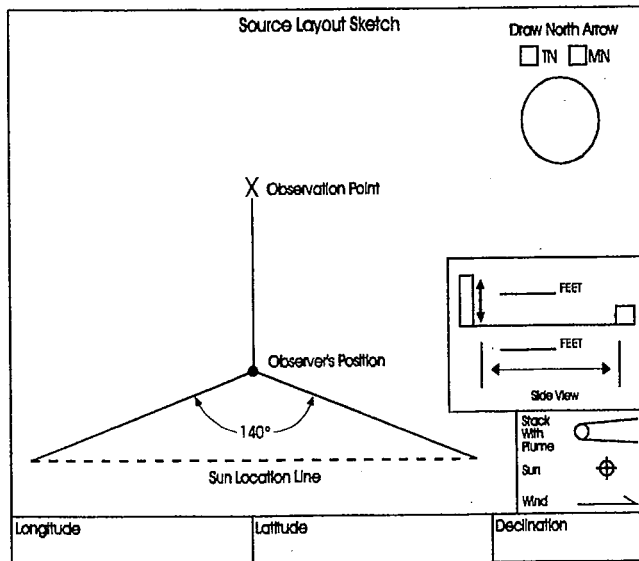 Source Layout Sketch
Draw North Arrow
TN MN
X Observation Point
FEET
Observer's Position
FEET
140°
Side View
Sun Location Line
Stack
With
Plume
Sun
Wind
Longitude
Latitude
Declination